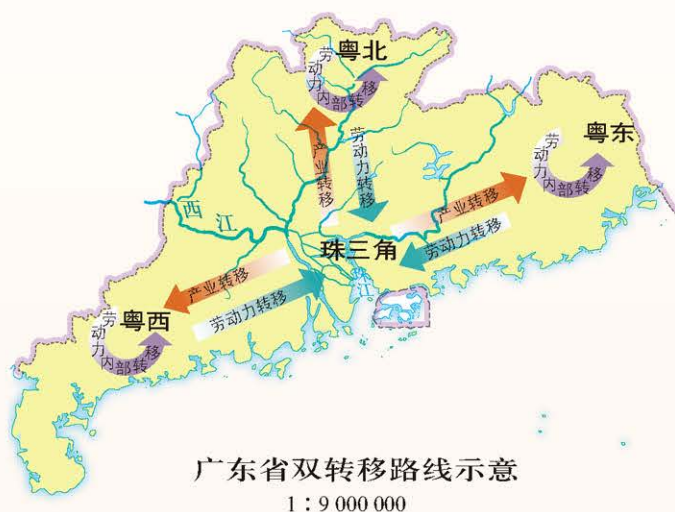 粤北
劳动力内部转移
产业转移
劳动力转移
粤东
劳动力内部转移
产业转移
劳动力转移
西江
珠三角
珠江
产业转移
劳动力转移
粤西
劳动力内部转移
广东省双转移路线示意
1：9 000 000